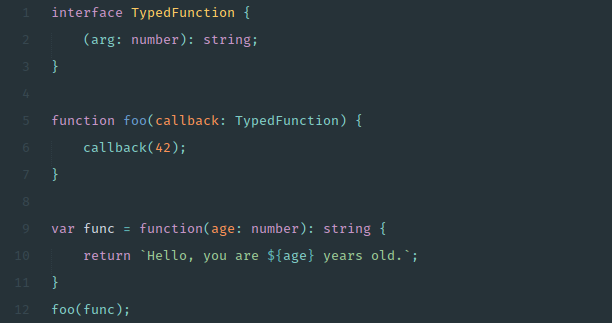 1 interface TypedFunction {
2     (arg: number): string;
3 }
4
5 function foo(callback: TypedFunction) {
6     callback(42);
7 }
8
9 var func = function(age: number): string {
10     return `Hello, you are ${age} years old.`;
11 }
12 foo(func);